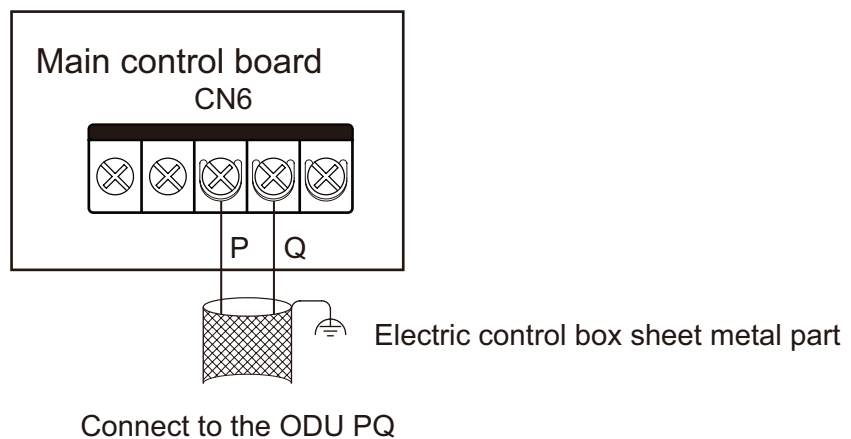 Main control board
CN6
P Q
Electric control box sheet metal part
Connect to the ODU PQ